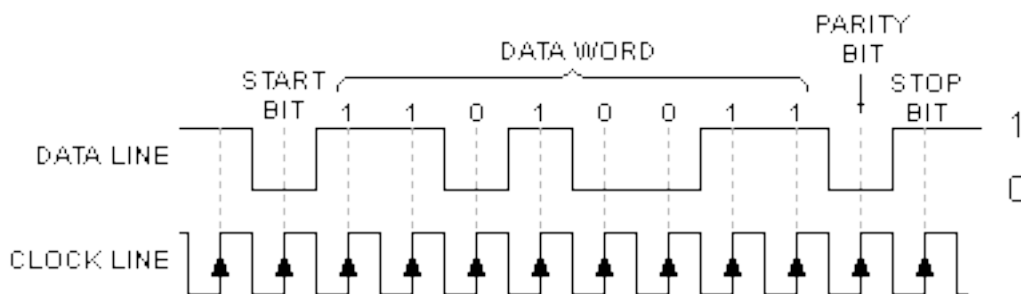 PARITY
BIT
DATA WORD
START
BIT
STOP
BIT
1 1 0 1 0 0 1 1
1
DATA LINE
0
CLOCK LINE